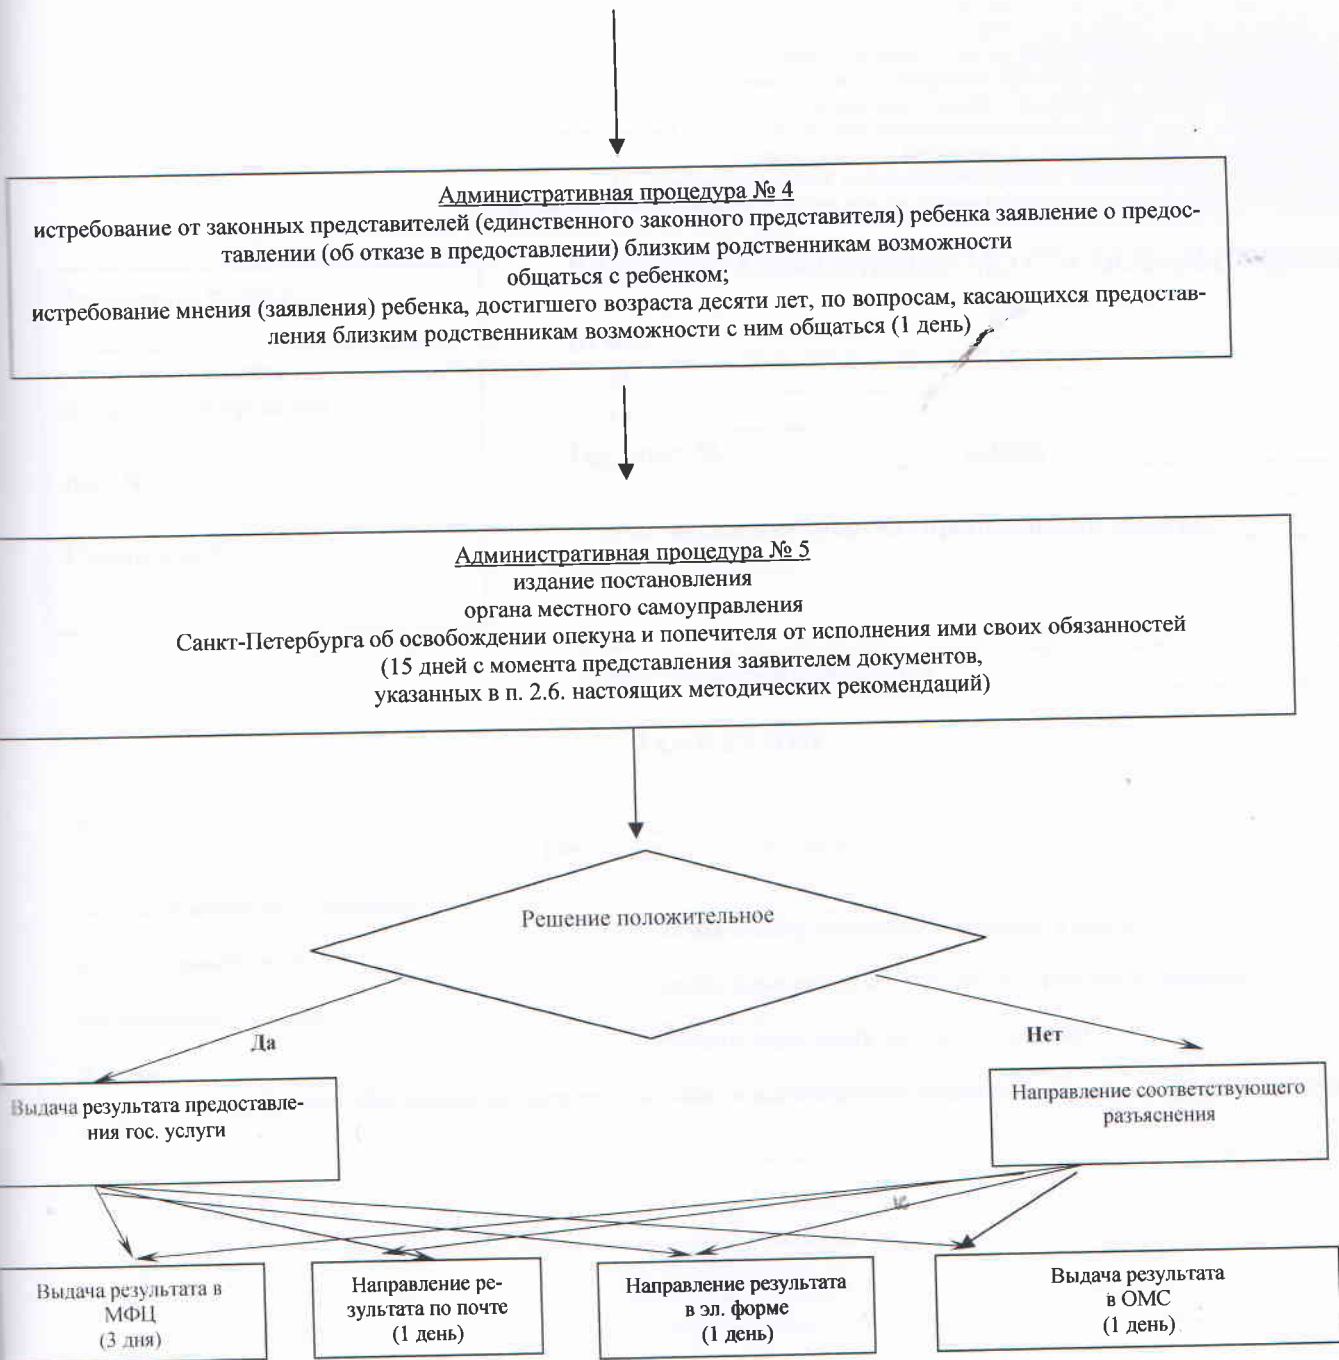 Административная процедура № 4
истребование от законных представителей (единственного законного представителя) ребенка заявление о предос-
тавлении (об отказе в предоставлении) близким родственникам возможности
общаться с ребенком;
истребование мнения (заявления) ребенка, достигшего возраста десяти лет, по вопросам, касающихся предостав-
ления близким родственникам возможности с ним общаться (1 день)
Административная процедура № 5
издание постановления
органа местного самоуправления
Санкт-Петербурга об освобождении опекуна и попечителя от исполнения ими своих обязанностей
(15 дней с момента представления заявителем документов,
указанных в п. 2.6. настоящих методических рекомендаций)
Решение положительное
Да
Нет
Выдача результата предоставле-
ния гос. услуги
Направление соответствующего
разъяснения
Выдача результата в
МФЦ
(3 дня)
Направление ре-
зультата по почте
(1 день)
Направление результата
в эл. форме
(1 день)
Выдача результата
в ОМС
(1 день)